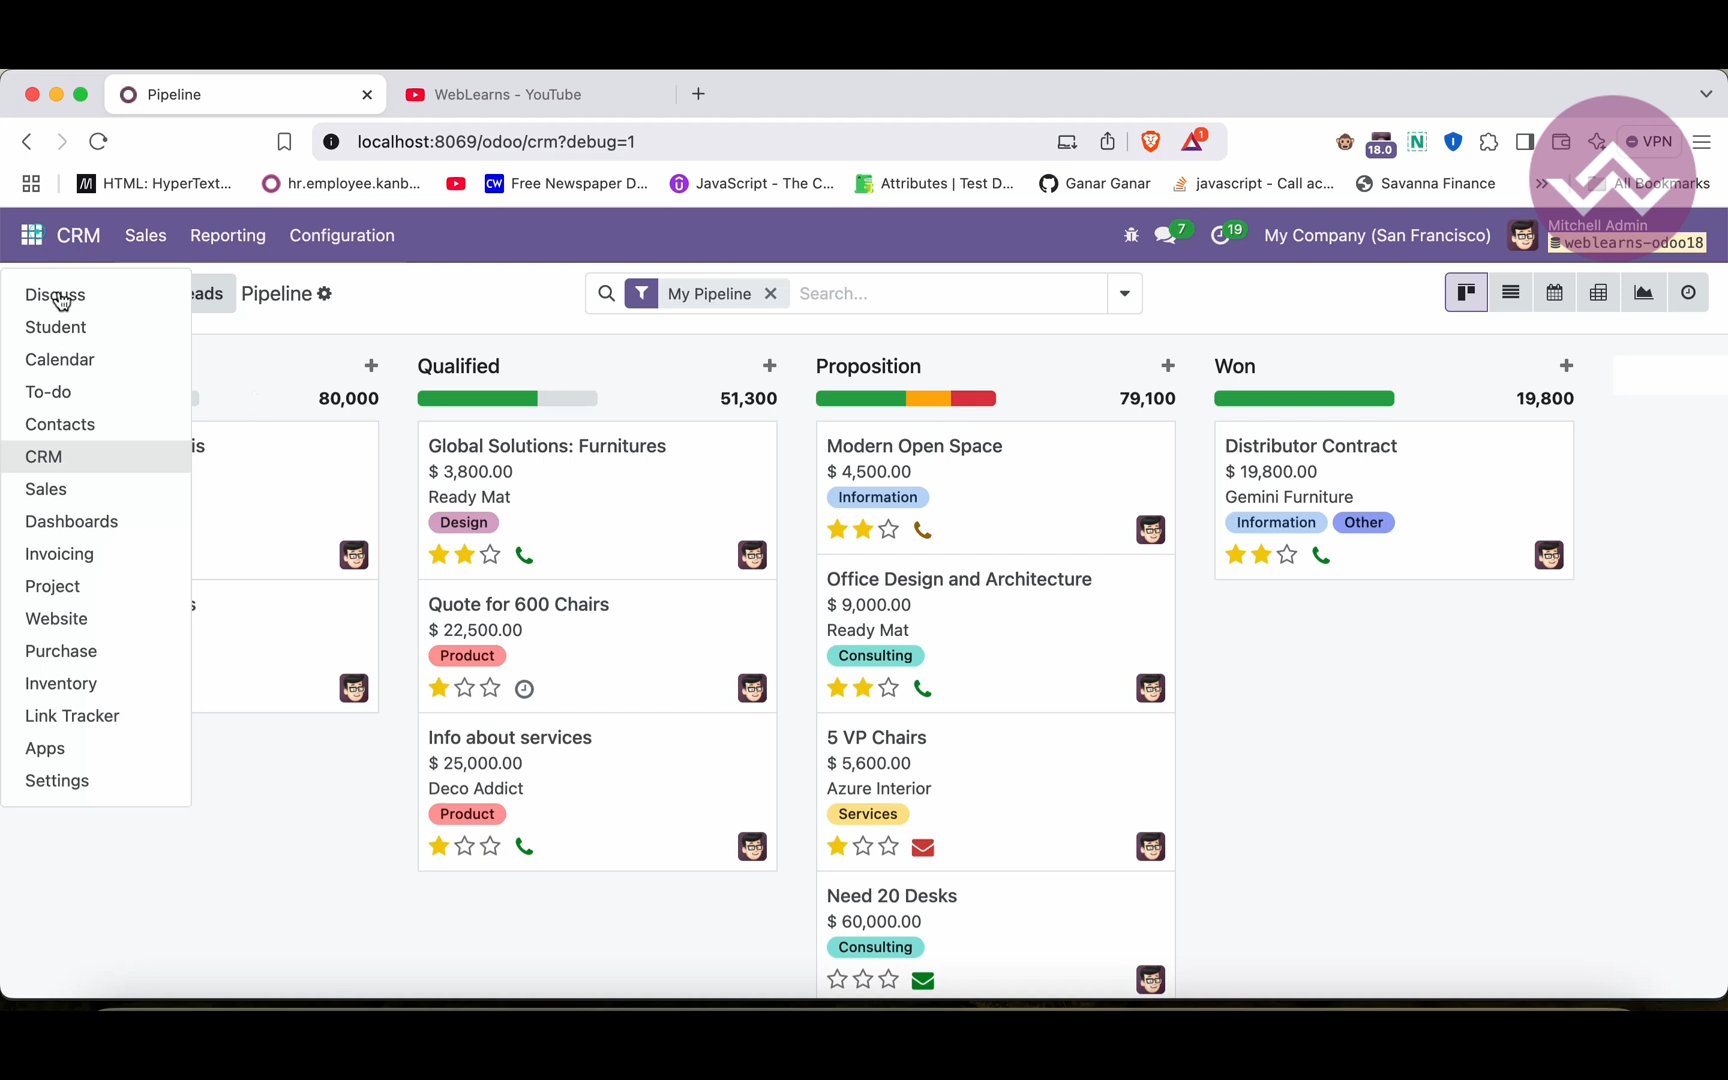 Pipeline
WebLearns - YouTube
localhost:8069/odoo/crm?debug=1
1
18.0
N
VPN
HTML: HyperText...
hr.employee.kanb...
CW Free Newspaper D...
JavaScript - The C...
Attributes | Test D...
Ganar Ganar
javascript - Call ac...
Savanna Finance
All Bookmarks
CRM
Sales
Reporting
Configuration
7
19
My Company (San Francisco)
Mitchell Admin
weblearns-odoo18
eads
Pipeline
My Pipeline
Search...
Discuss
Student
Calendar
To-do
Contacts
CRM
Sales
Dashboards
Invoicing
Project
Website
Purchase
Inventory
Link Tracker
Apps
Settings
80,000
is
s
Qualified
51,300
Global Solutions: Furnitures
$ 3,800.00
Ready Mat
Design
Quote for 600 Chairs
$ 22,500.00
Product
Info about services
$ 25,000.00
Deco Addict
Product
Proposition
79,100
Modern Open Space
$ 4,500.00
Information
Office Design and Architecture
$ 9,000.00
Ready Mat
Consulting
5 VP Chairs
$ 5,600.00
Azure Interior
Services
Need 20 Desks
$ 60,000.00
Consulting
Won
19,800
Distributor Contract
$ 19,800.00
Gemini Furniture
Information Other